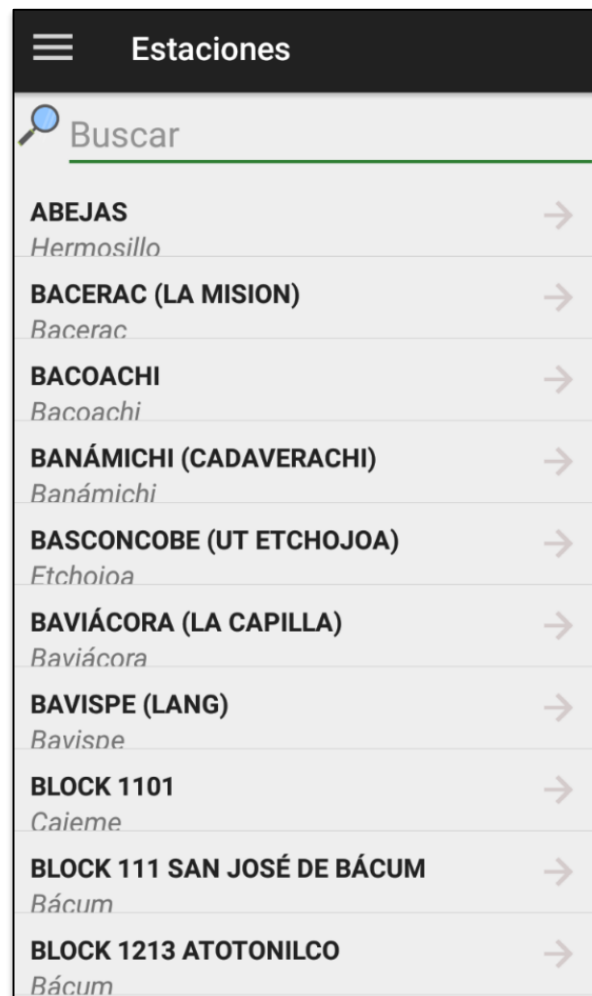 Estaciones
Buscar
ABEJAS
Hermosillo
BACERAC (LA MISION)
Bacerac
BACOACHI
Bacoachi
BANÁMICHI (CADAVERACHI)
Banámichi
BASCONCOBE (UT ETCHOJOA)
Etchojoa
BAVIÁCORA (LA CAPILLA)
Baviácora
BAVISPE (LANG)
Bavispe
BLOCK 1101
Cajeme
BLOCK 111 SAN JOSÉ DE BÁCUM
Bácum
BLOCK 1213 ATOTONILCO
Bácum